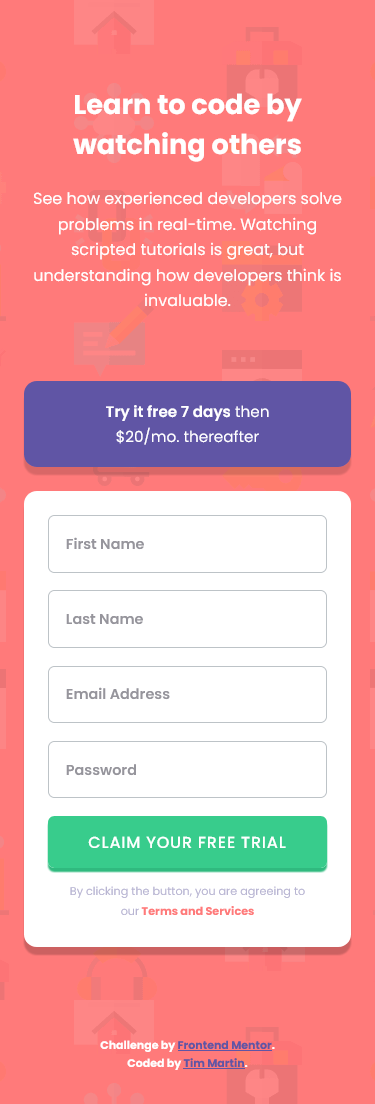 Learn to code by
watching others
See how experienced developers solve
problems in real-time. Watching
scripted tutorials is great, but
understanding how developers think is
invaluable.
Try it free 7 days then
$20/mo. thereafter
First Name
Last Name
Email Address
Password
CLAIM YOUR FREE TRIAL
By clicking the button, you are agreeing to
our Terms and Services
Challenge by Frontend Mentor.
Coded by Tim Martin.